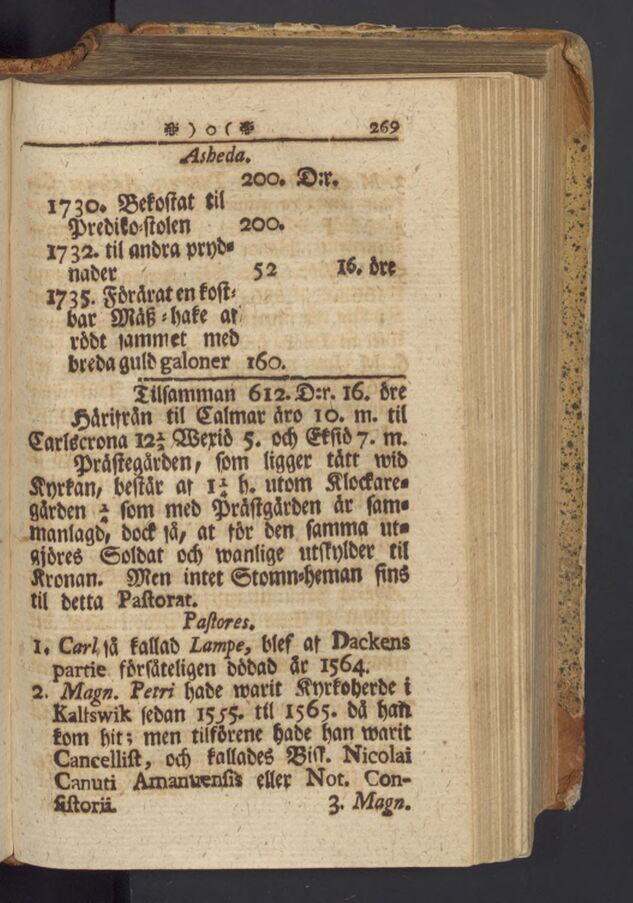 ❉ ) o ( ❉ 269
Asheda.
200. D:r.
1730. Bekostat til
Prediko-stolen 200.
1732. til andra pryd-
nader 52 16. öre
1735. Förärat en kost-
bar Mäß-hake af
rödt sammet med
breda guld galoner 160.
Tilsamman 612. D:r. 16. öre
Härifrån til Calmar äro 10. m. til
Carlscrona 12½ Wexiö 5. och Eksiö 7. m.
Prästegården, som ligger tätt wid
Kyrkan, består af 1¼ h. utom Klockare-
gården ¼ som med Prästgården är sam-
manlagd, dock så, at för den samma ut-
gjöres Soldat och wanlige utskylder til
Kronan. Men intet Stomn-heman fins
til detta Pastorat.
Pastores.
1. Carl så kallad Lampe, blef af Dackens
partie försåteligen dödad år 1564.
2. Magn. Petri hade warit Kyrkoherde i
Kalfswik sedan 1555. til 1565. då han
kom hit; men tilförene hade han warit
Cancellist, och kallades Bisk. Nicolai
Canuti Amanuensis eller Not. Con-
sistorii. 3. Magn.